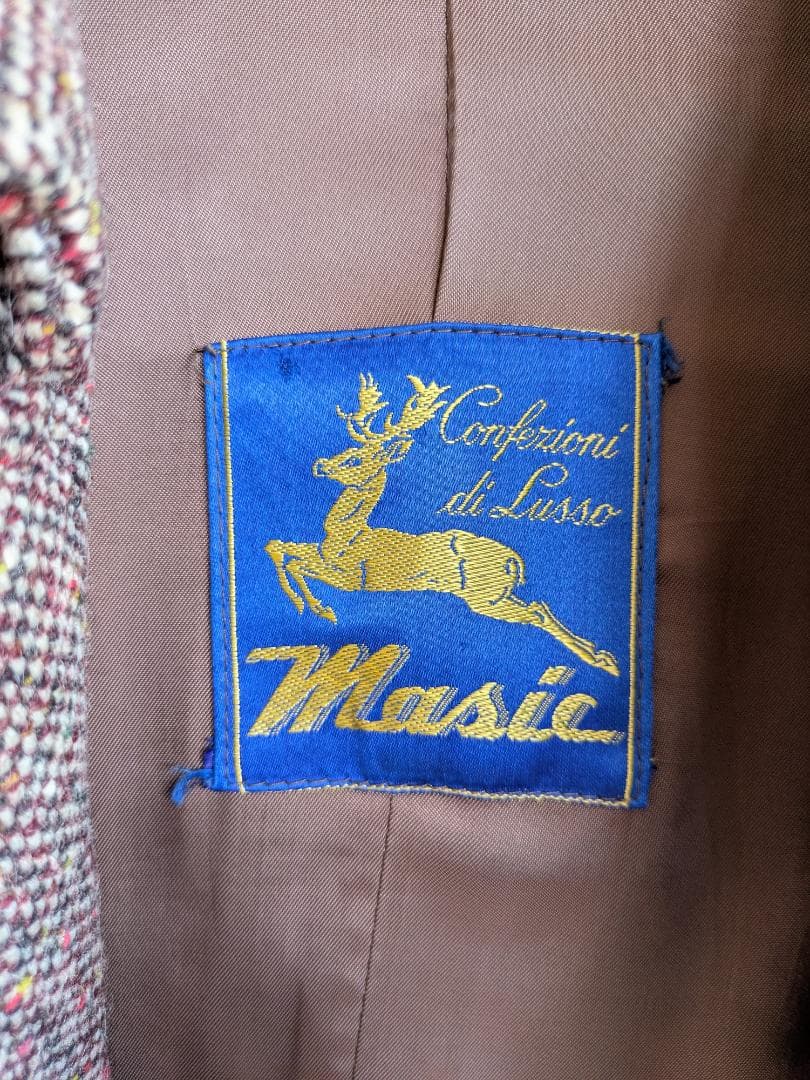 Confezioni
di Lusso
Masic